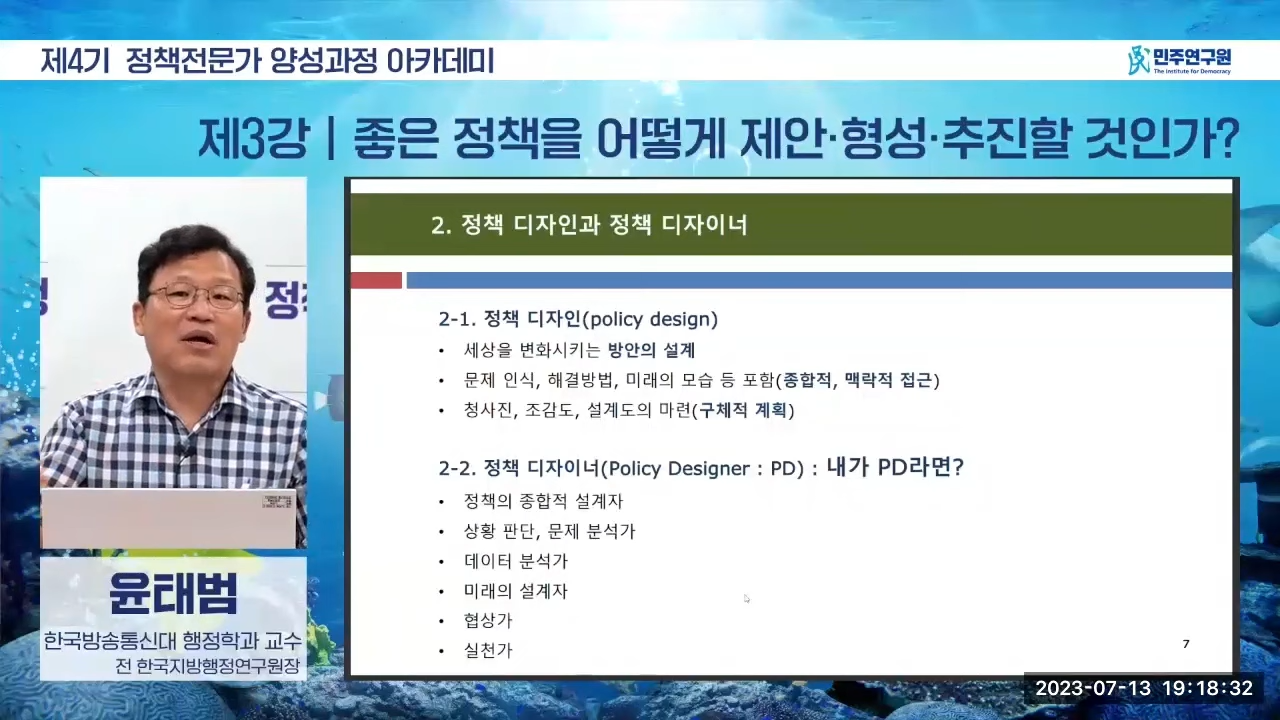 제4기 정책전문가 양성과정 아카데미
民 민주연구원
The Institute for Democracy
제3강 | 좋은 정책을 어떻게 제안·형성·추진할 것인가?
정
2. 정책 디자인과 정책 디자이너
2-1. 정책 디자인(policy design)
• 세상을 변화시키는 방안의 설계
• 문제 인식, 해결방법, 미래의 모습 등 포함(종합적, 맥락적 접근)
• 청사진, 조감도, 설계도의 마련(구체적 계획)
2-2. 정책 디자이너(Policy Designer : PD) : 내가 PD라면?
• 정책의 종합적 설계자
• 상황 판단, 문제 분석가
• 데이터 분석가
• 미래의 설계자
• 협상가
• 실천가
7
윤태범
한국방송통신대 행정학과 교수
전 한국지방행정연구원장
2023-07-13 19:18:32